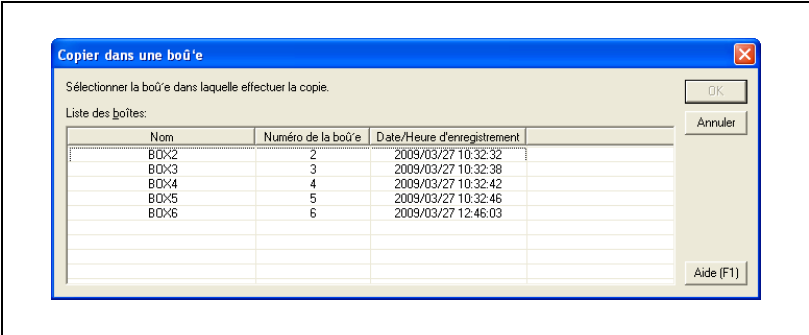 Copier dans une boû'e
Sélectionner la boû´e dans laquelle effectuer la copie.
OK
Liste des boîtes:
Annuler
Nom Numéro de la boû´e Date/Heure d'enregistrement
BOX2 2 2009/03/27 10:32:32
BOX3 3 2009/03/27 10:32:38
BOX4 4 2009/03/27 10:32:42
BOX5 5 2009/03/27 10:32:46
BOX6 6 2009/03/27 12:46:03
Aide (F1)